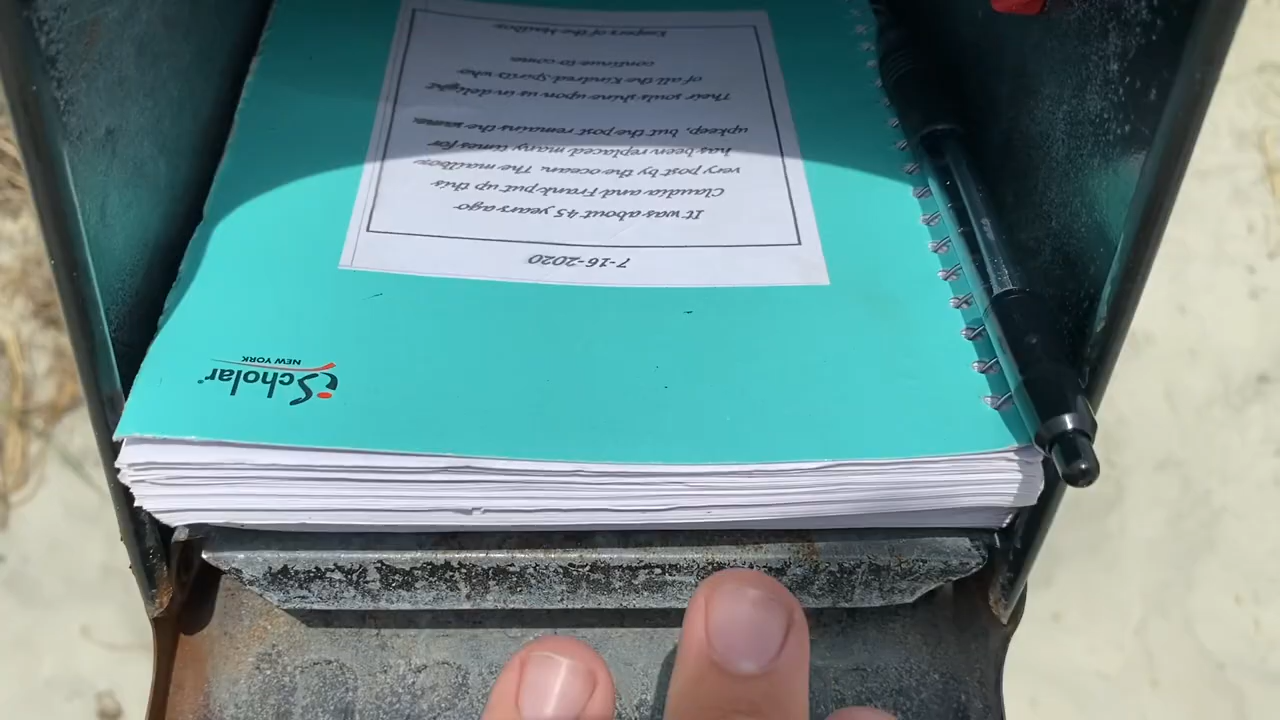 7-16-2020
It was about 45 years ago
Claudia and Frank put up this
very post by the ocean. The mailbox
has been replaced many times for
upkeep, but the post remains the same.
Their souls shine upon us in delight
of all the Kindred Spirits who
continue to come.
Keepers of the Mailbox
iScholar
NEW YORK